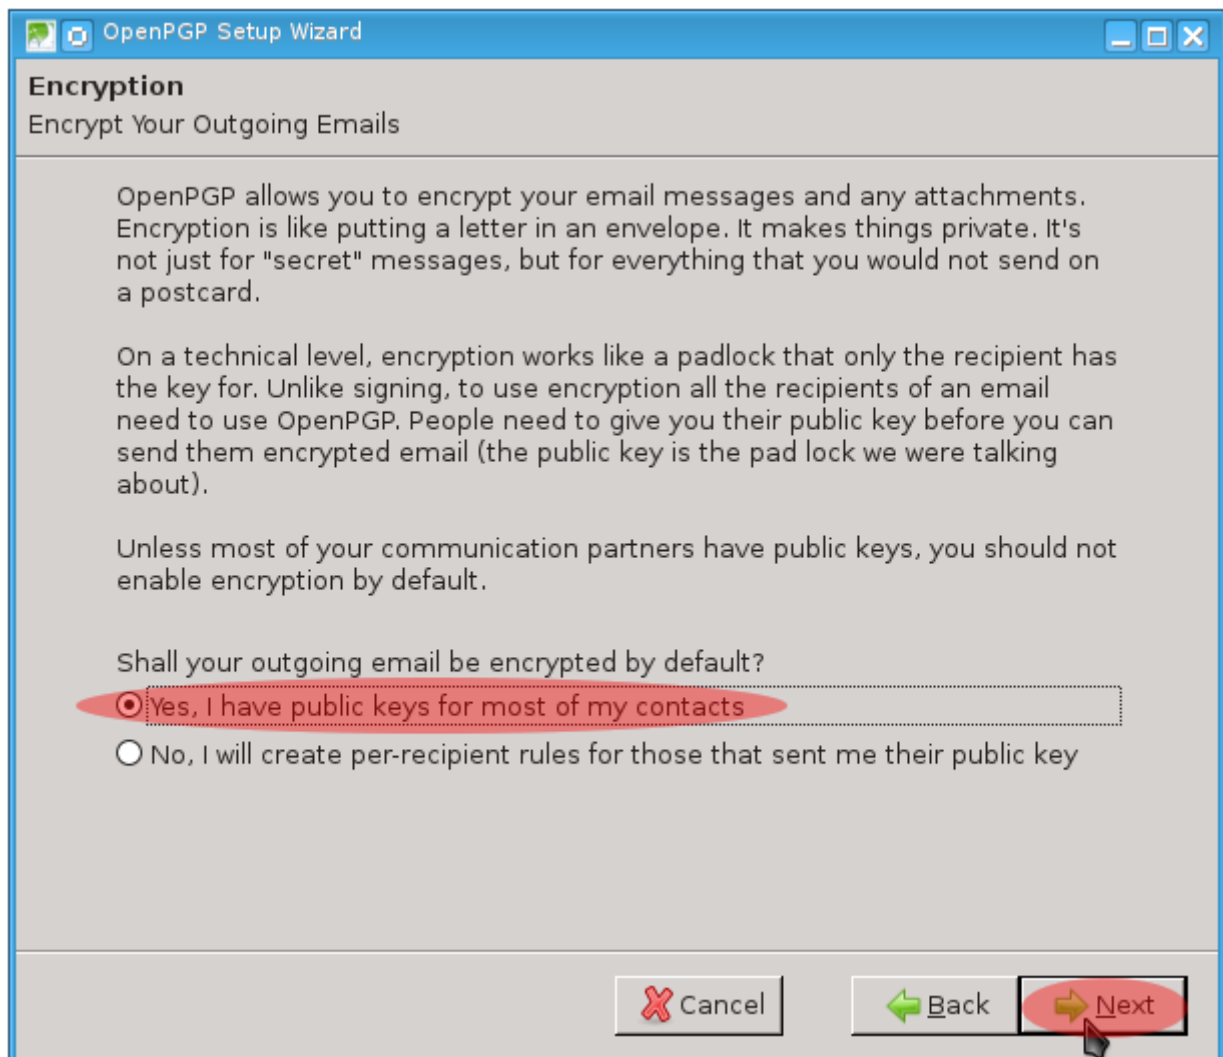 OpenPGP Setup Wizard
Encryption
Encrypt Your Outgoing Emails
OpenPGP allows you to encrypt your email messages and any attachments.
Encryption is like putting a letter in an envelope. It makes things private. It's
not just for "secret" messages, but for everything that you would not send on
a postcard.
On a technical level, encryption works like a padlock that only the recipient has
the key for. Unlike signing, to use encryption all the recipients of an email
need to use OpenPGP. People need to give you their public key before you can
send them encrypted email (the public key is the pad lock we were talking
about).
Unless most of your communication partners have public keys, you should not
enable encryption by default.
Shall your outgoing email be encrypted by default?
Yes, I have public keys for most of my contacts
No, I will create per-recipient rules for those that sent me their public key
Cancel Back Next